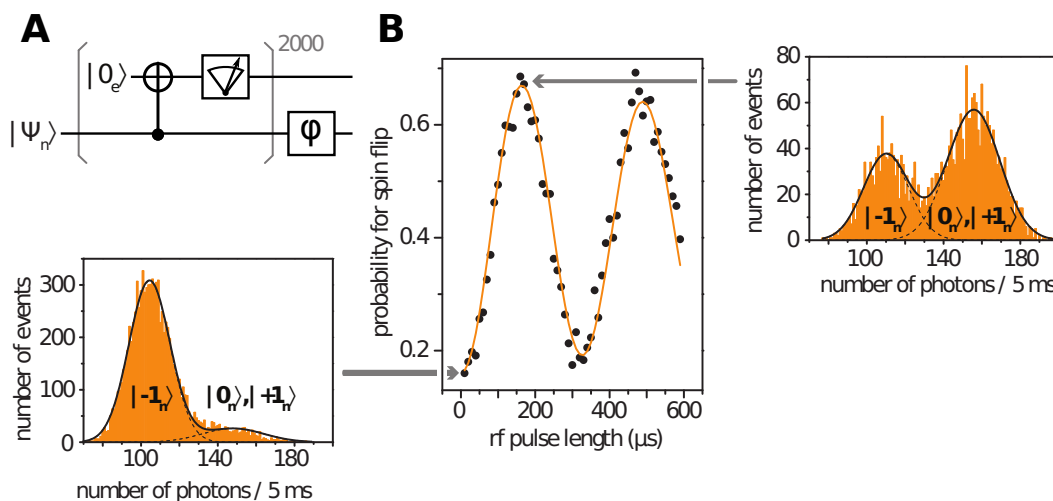 A
|0e⟩
2000
|Ψn⟩
φ
number of events
300
200
100
0
|-1n⟩
|0n⟩,|+1n⟩
100
140
180
number of photons / 5 ms
B
probability for spin flip
0.6
0.4
0.2
0
200
400
600
rf pulse length (µs)
number of events
80
60
40
20
0
|-1n⟩
|0n⟩,|+1n⟩
100
140
180
number of photons / 5 ms